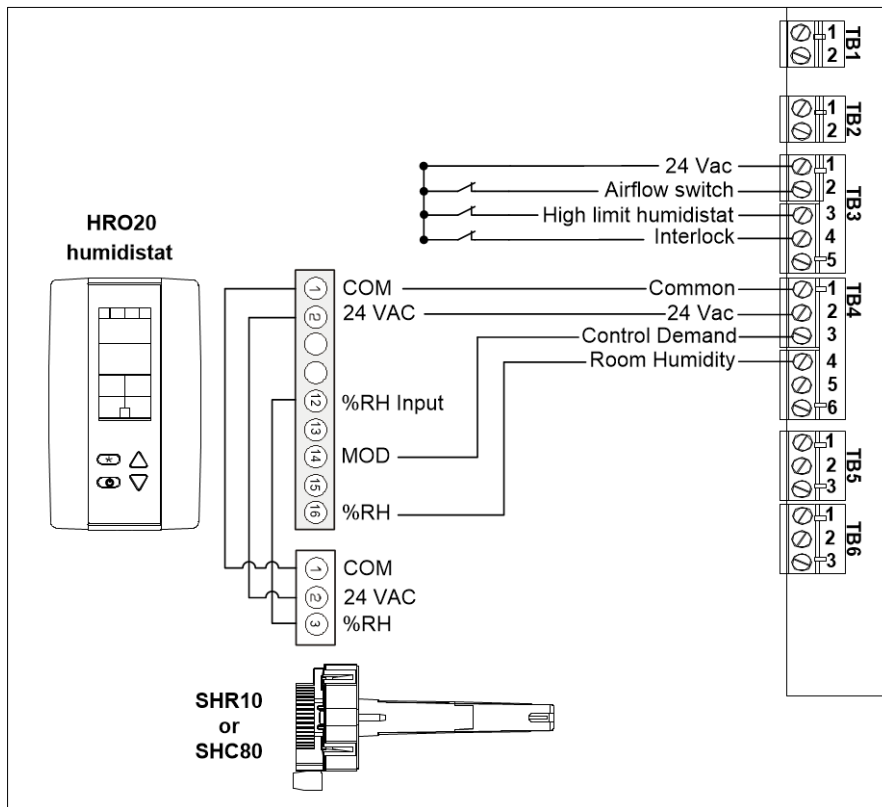 1
2
TB1
1
2
TB2
24 Vac
Airflow switch
High limit humidistat
Interlock
1
2
3
4
5
TB3
HRO20
humidistat
1 COM
2 24 VAC
12 %RH Input
13
14 MOD
15
16 %RH
Common
24 Vac
Control Demand
Room Humidity
1
2
3
4
5
6
TB4
1
2
3
TB5
1
2
3
TB6
1 COM
2 24 VAC
3 %RH
SHR10
or
SHC80